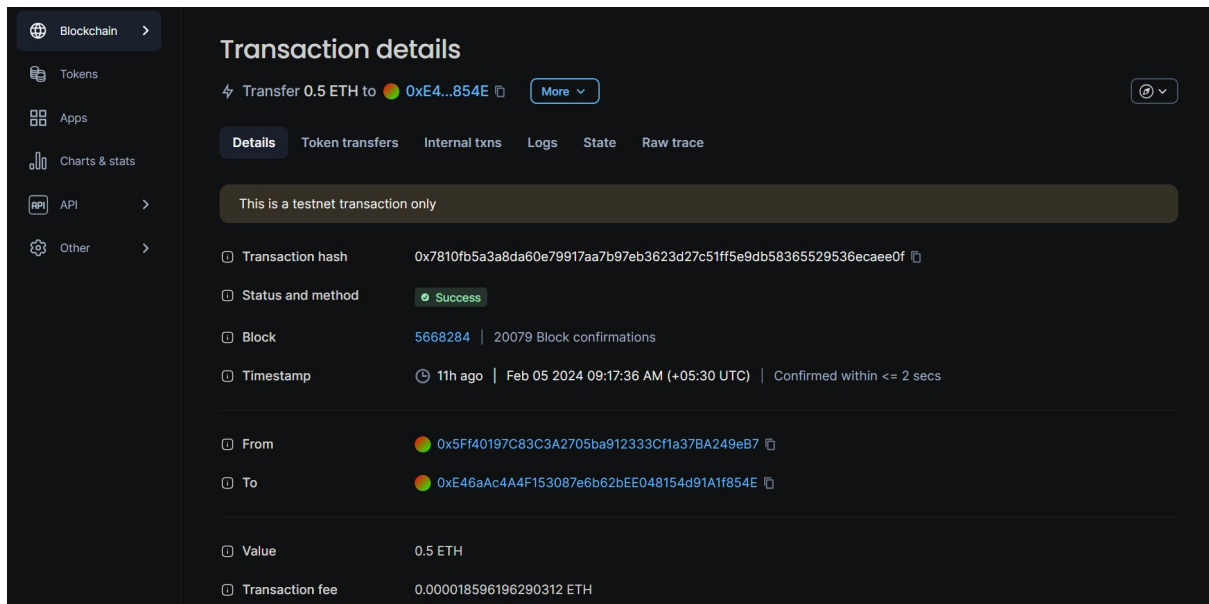 Blockchain
Tokens
Apps
Charts & stats
API API
Other
Transaction details
Transfer 0.5 ETH to 0xE4...854E More
Details Token transfers Internal txns Logs State Raw trace
This is a testnet transaction only
Transaction hash 0x7810fb5a3a8da60e79917aa7b97eb3623d27c51ff5e9db58365529536ecaee0f
Status and method Success
Block 5668284 | 20079 Block confirmations
Timestamp 11h ago | Feb 05 2024 09:17:36 AM (+05:30 UTC) | Confirmed within <= 2 secs
From 0x5Ff40197C83C3A2705ba912333Cf1a37BA249eB7
To 0xE46aAc4A4F153087e6b62bEE048154d91A1f854E
Value 0.5 ETH
Transaction fee 0.000018596196290312 ETH